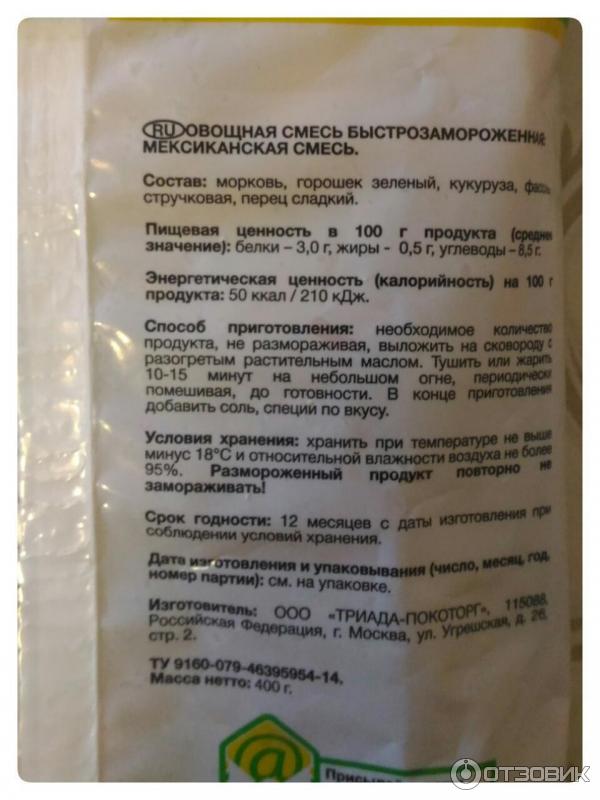 RU ОВОЩНАЯ СМЕСЬ БЫСТРОЗАМОРОЖЕННАЯ
МЕКСИКАНСКАЯ СМЕСЬ.
Состав: морковь, горошек зеленый, кукуруза, фасоль
стручковая, перец сладкий.
Пищевая ценность в 100 г продукта (среднее
значение): белки – 3,0 г, жиры - 0,5 г, углеводы – 8,5 г.
Энергетическая ценность (калорийность) на 100 г
продукта: 50 ккал / 210 кДж.
Способ приготовления: необходимое количество
продукта, не размораживая, выложить на сковороду с
разогретым растительным маслом. Тушить или жарить
10-15 минут на небольшом огне, периодически
помешивая, до готовности. В конце приготовления
добавить соль, специи по вкусу.
Условия хранения: хранить при температуре не выше
минус 18°С и относительной влажности воздуха не более
95%. Размороженный продукт повторно не
замораживать!
Срок годности: 12 месяцев с даты изготовления при
соблюдении условий хранения.
Дата изготовления и упаковывания (число, месяц, год,
номер партии): см. на упаковке.
Изготовитель: ООО «ТРИАДА-ПОКОТОРГ», 115088,
Российская Федерация, г. Москва, ул. Угрешская, д. 26,
стр. 2.
ТУ 9160-079-46395954-14.
Масса нетто: 400 г.
@
ОТЗОВИК